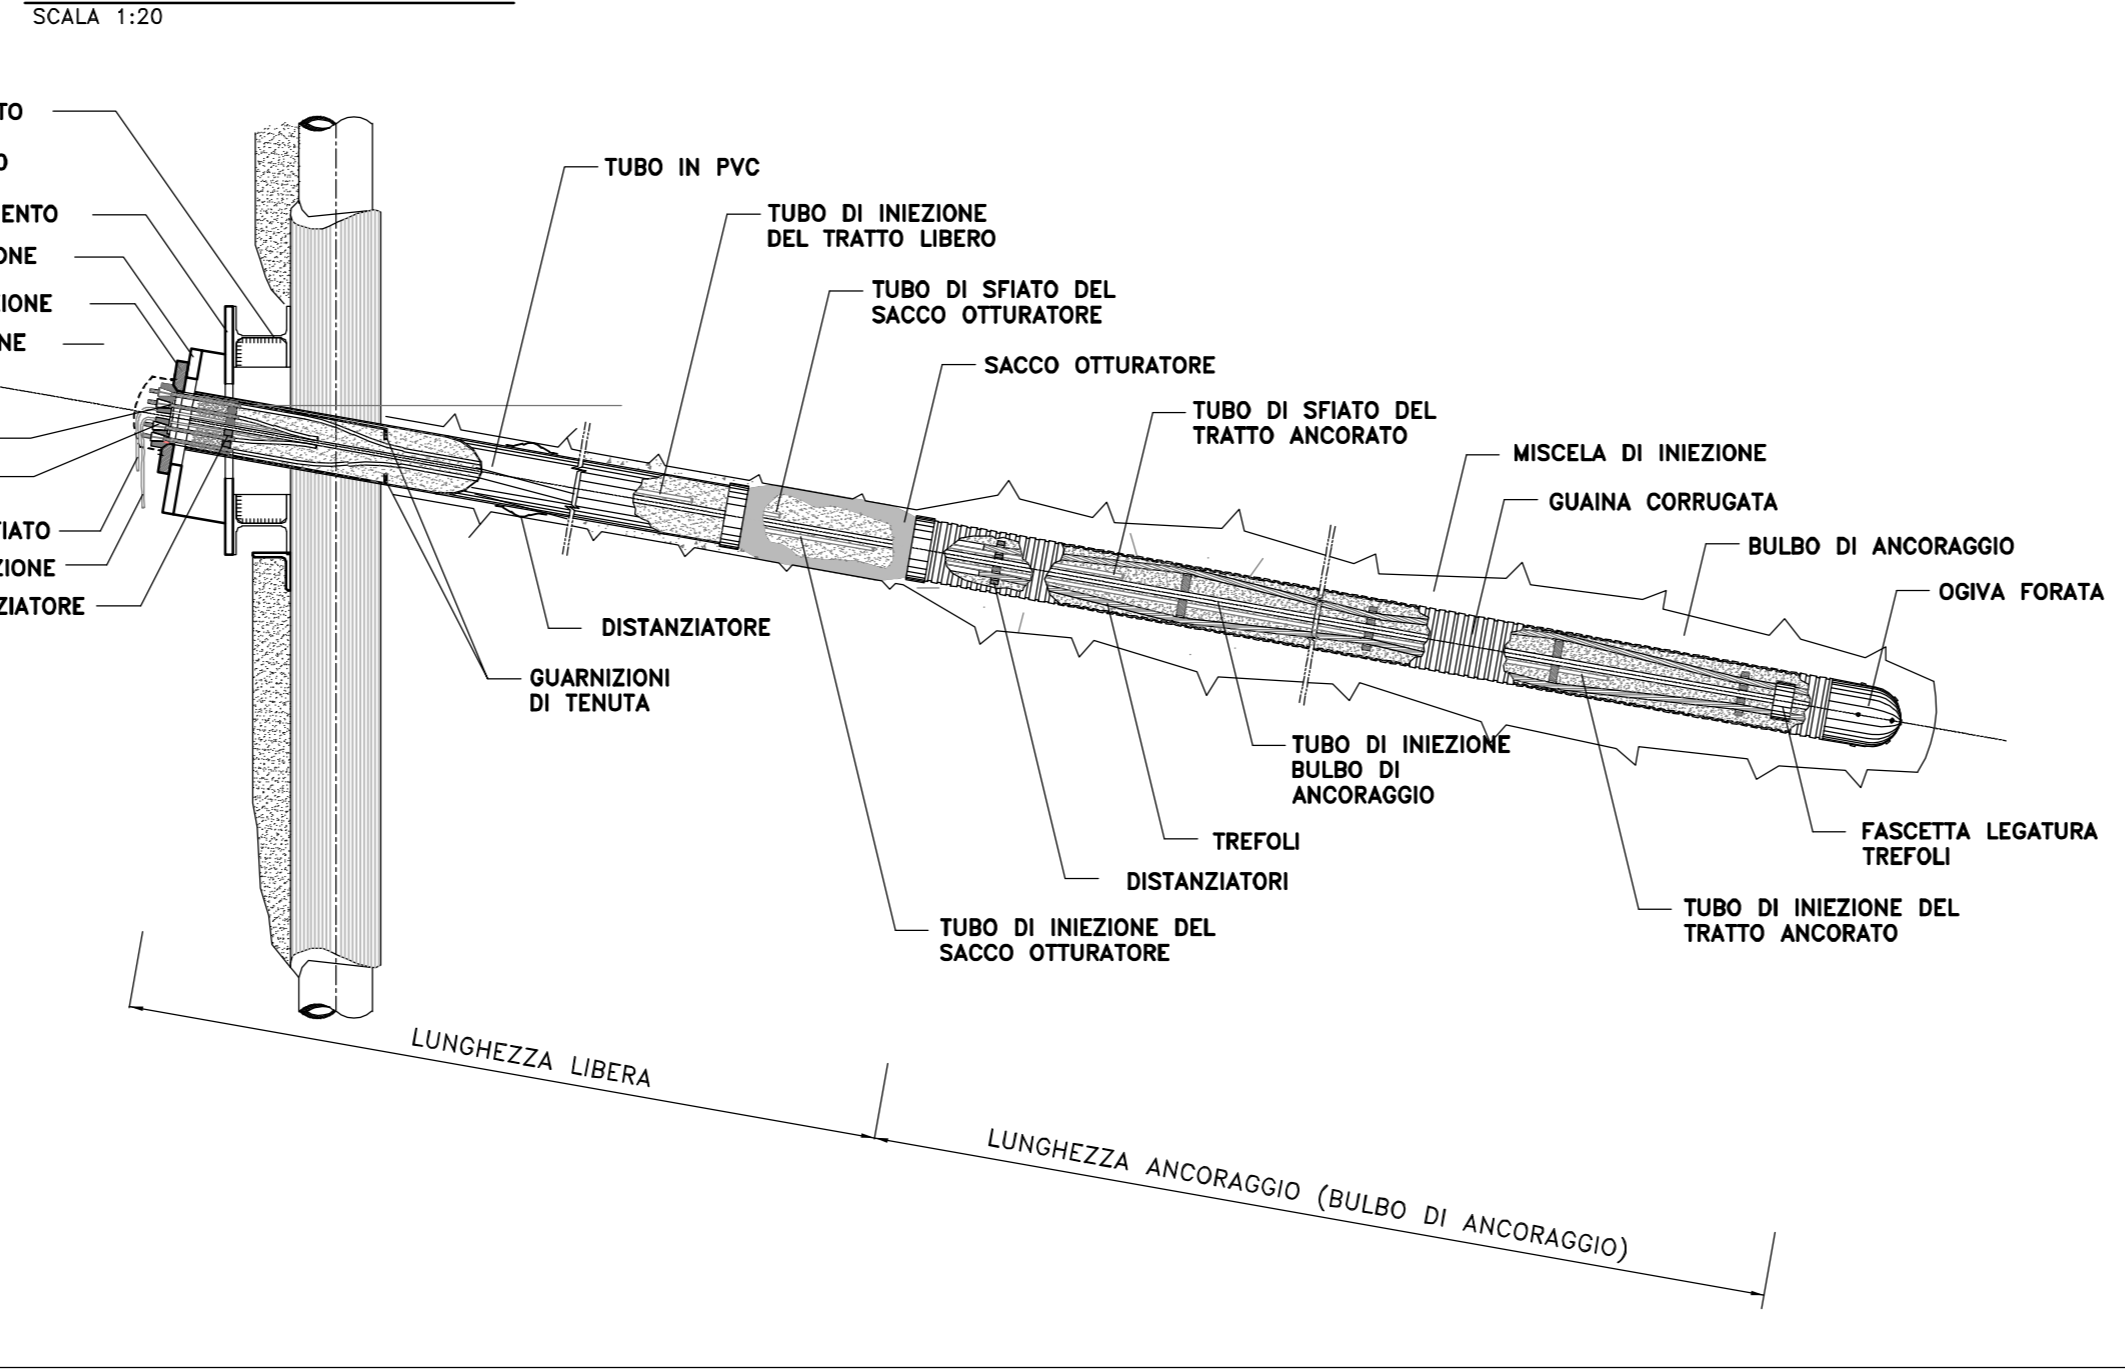 SCALA 1:20
TO
O
ENTO
ONE
IONE
NE
FIATO
ZIONE
ZIATORE
TUBO IN PVC
TUBO DI INIEZIONE
DEL TRATTO LIBERO
TUBO DI SFIATO DEL
SACCO OTTURATORE
SACCO OTTURATORE
TUBO DI SFIATO DEL
TRATTO ANCORATO
MISCELA DI INIEZIONE
GUAINA CORRUGATA
BULBO DI ANCORAGGIO
OGIVA FORATA
DISTANZIATORE
GUARNIZIONI
DI TENUTA
TUBO DI INIEZIONE
BULBO DI
ANCORAGGIO
TREFOLI
DISTANZIATORI
TUBO DI INIEZIONE DEL
SACCO OTTURATORE
FASCETTA LEGATURA
TREFOLI
TUBO DI INIEZIONE DEL
TRATTO ANCORATO
LUNGHEZZA LIBERA
LUNGHEZZA ANCORAGGIO (BULBO DI ANCORAGGIO)